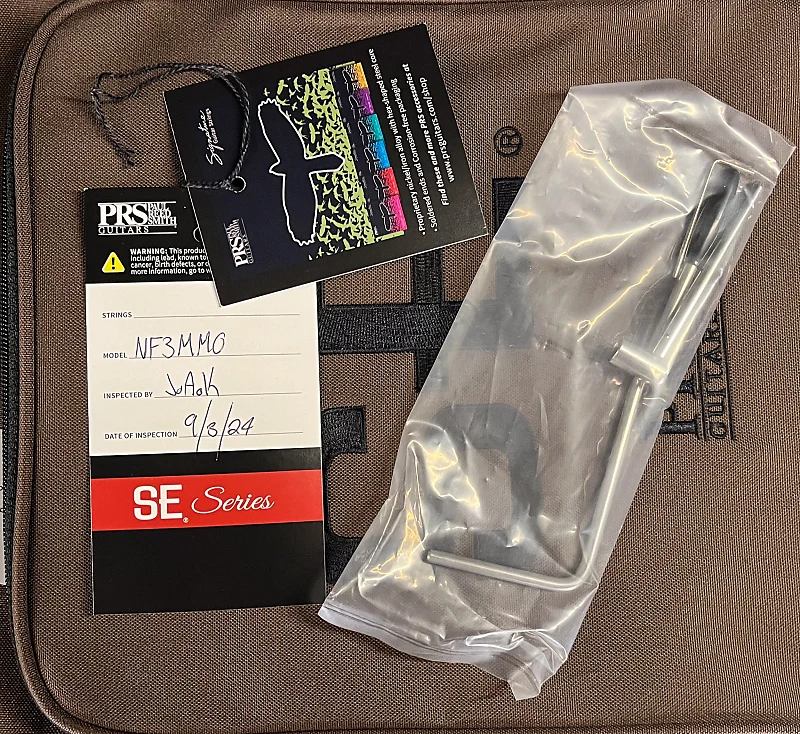 PRS
PAUL
REED
SMITH
GUITARS
WARNING: This produc
including lead, known to
cancer, birth defects, or
more information, go to w
STRINGS
MODEL NF3MMO
INSPECTED BY
DATE OF INSPECTION 9/3/24
SE® Series
Signature
PRS
• Proprietary nickel/iron alloy with hex-shaped steel core
• Soldered ends and Corrosion-free packaging
Find these and more PRS accessories at
www.prsguitars.com/shop
®
GUITARS